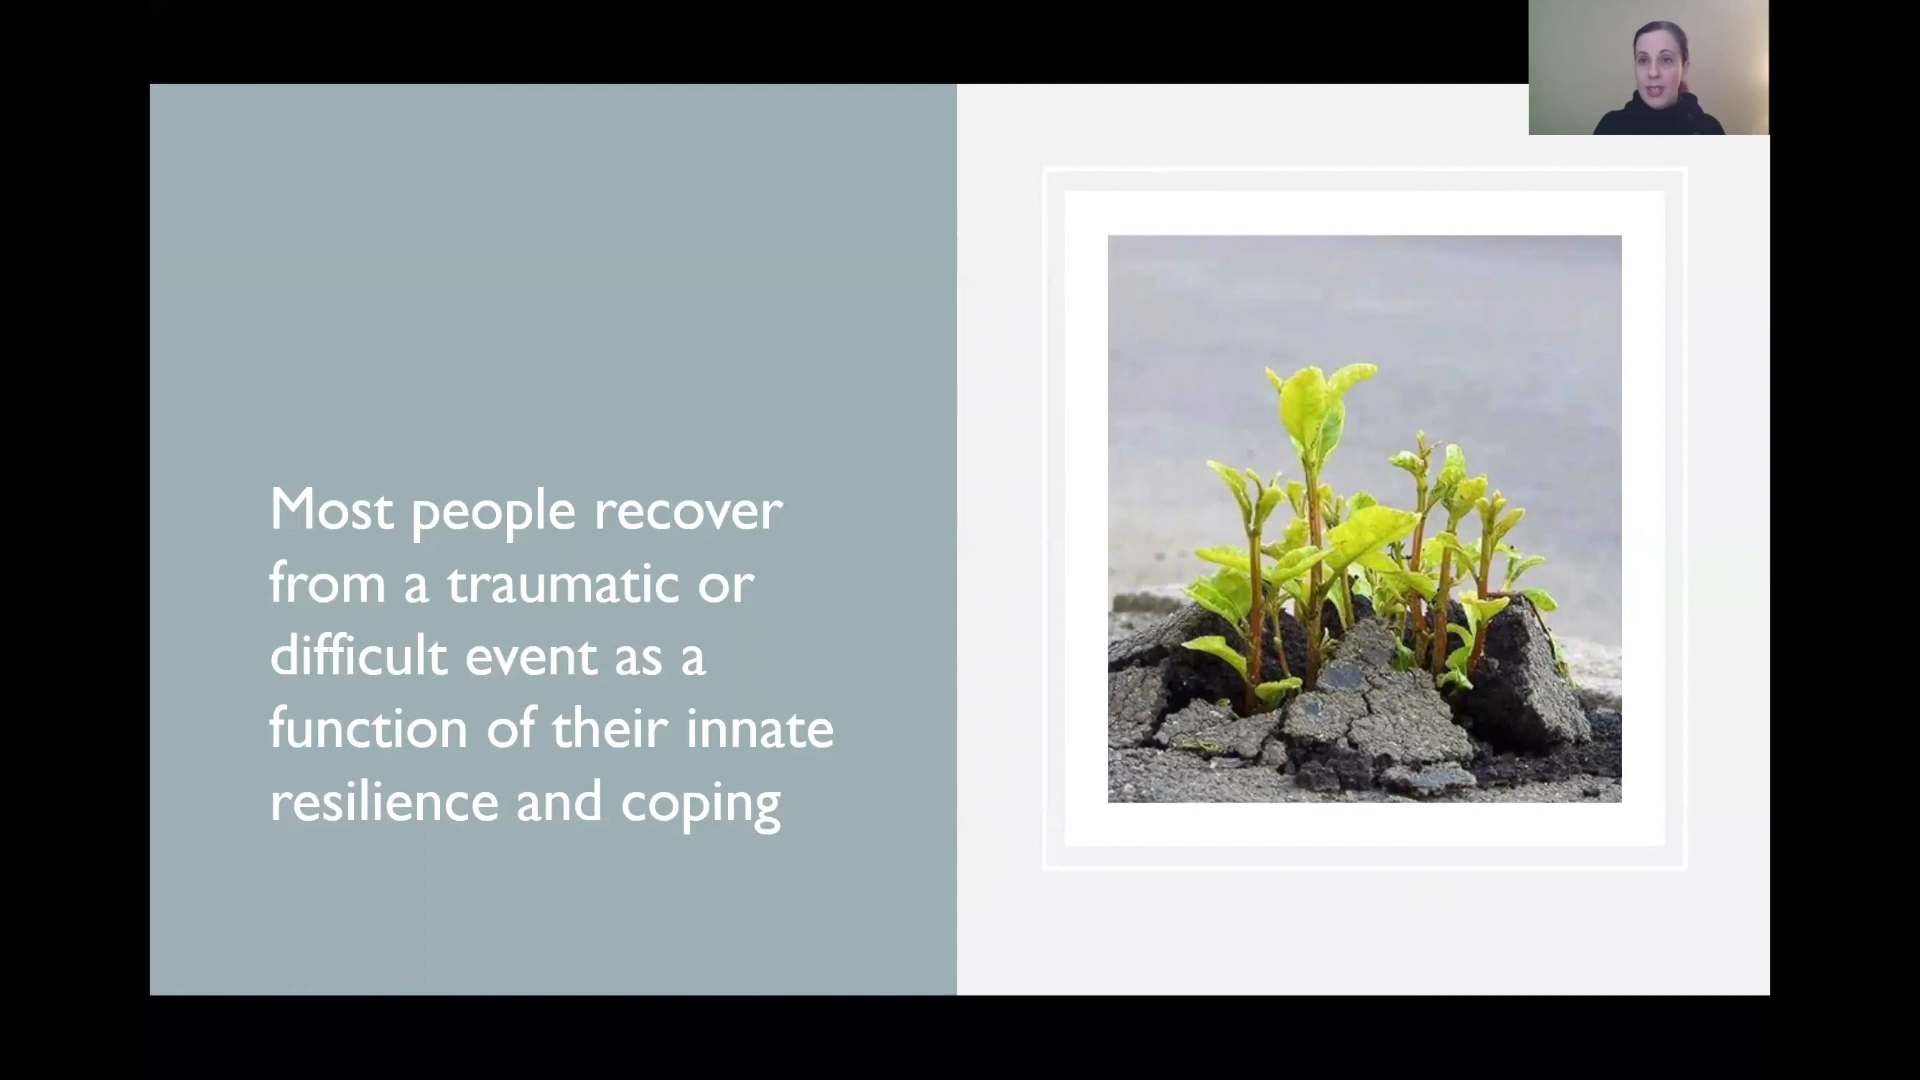 Most people recover
from a traumatic or
difficult event as a
function of their innate
resilience and coping